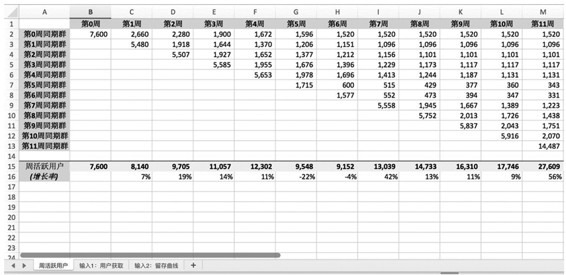 A B C D E F G H I J K L M
1 第0周 第1周 第2周 第3周 第4周 第5周 第6周 第7周 第8周 第9周 第10周 第11周
2 第0周同期群 7,600 2,660 2,280 1,900 1,672 1,596 1,520 1,520 1,520 1,520 1,520 1,520
3 第1周同期群 5,480 1,918 1,644 1,370 1,206 1,151 1,096 1,096 1,096 1,096 1,096
4 第2周同期群 5,507 1,927 1,652 1,377 1,212 1,156 1,101 1,101 1,101 1,101
5 第3周同期群 5,585 1,955 1,676 1,396 1,229 1,173 1,117 1,117 1,117
6 第4周同期群 5,653 1,978 1,696 1,413 1,244 1,187 1,131 1,131
7 第5周同期群 1,715 600 515 429 377 360 343
8 第6周同期群 1,577 552 473 394 347 331
9 第7周同期群 5,558 1,945 1,667 1,389 1,223
10 第8周同期群 5,752 2,013 1,726 1,438
11 第9周同期群 5,837 2,043 1,751
12 第10周同期群 5,916 2,070
13 第11周同期群 14,487
14
15 周活跃用户 7,600 8,140 9,705 11,057 12,302 9,548 9,152 13,039 14,733 16,310 17,746 27,609
16 (增长率) 7% 19% 14% 11% -22% -4% 42% 13% 11% 9% 56%
17
18
19
20
21
22
23
24
周活跃用户 输入1：用户获取 输入2：留存曲线 +